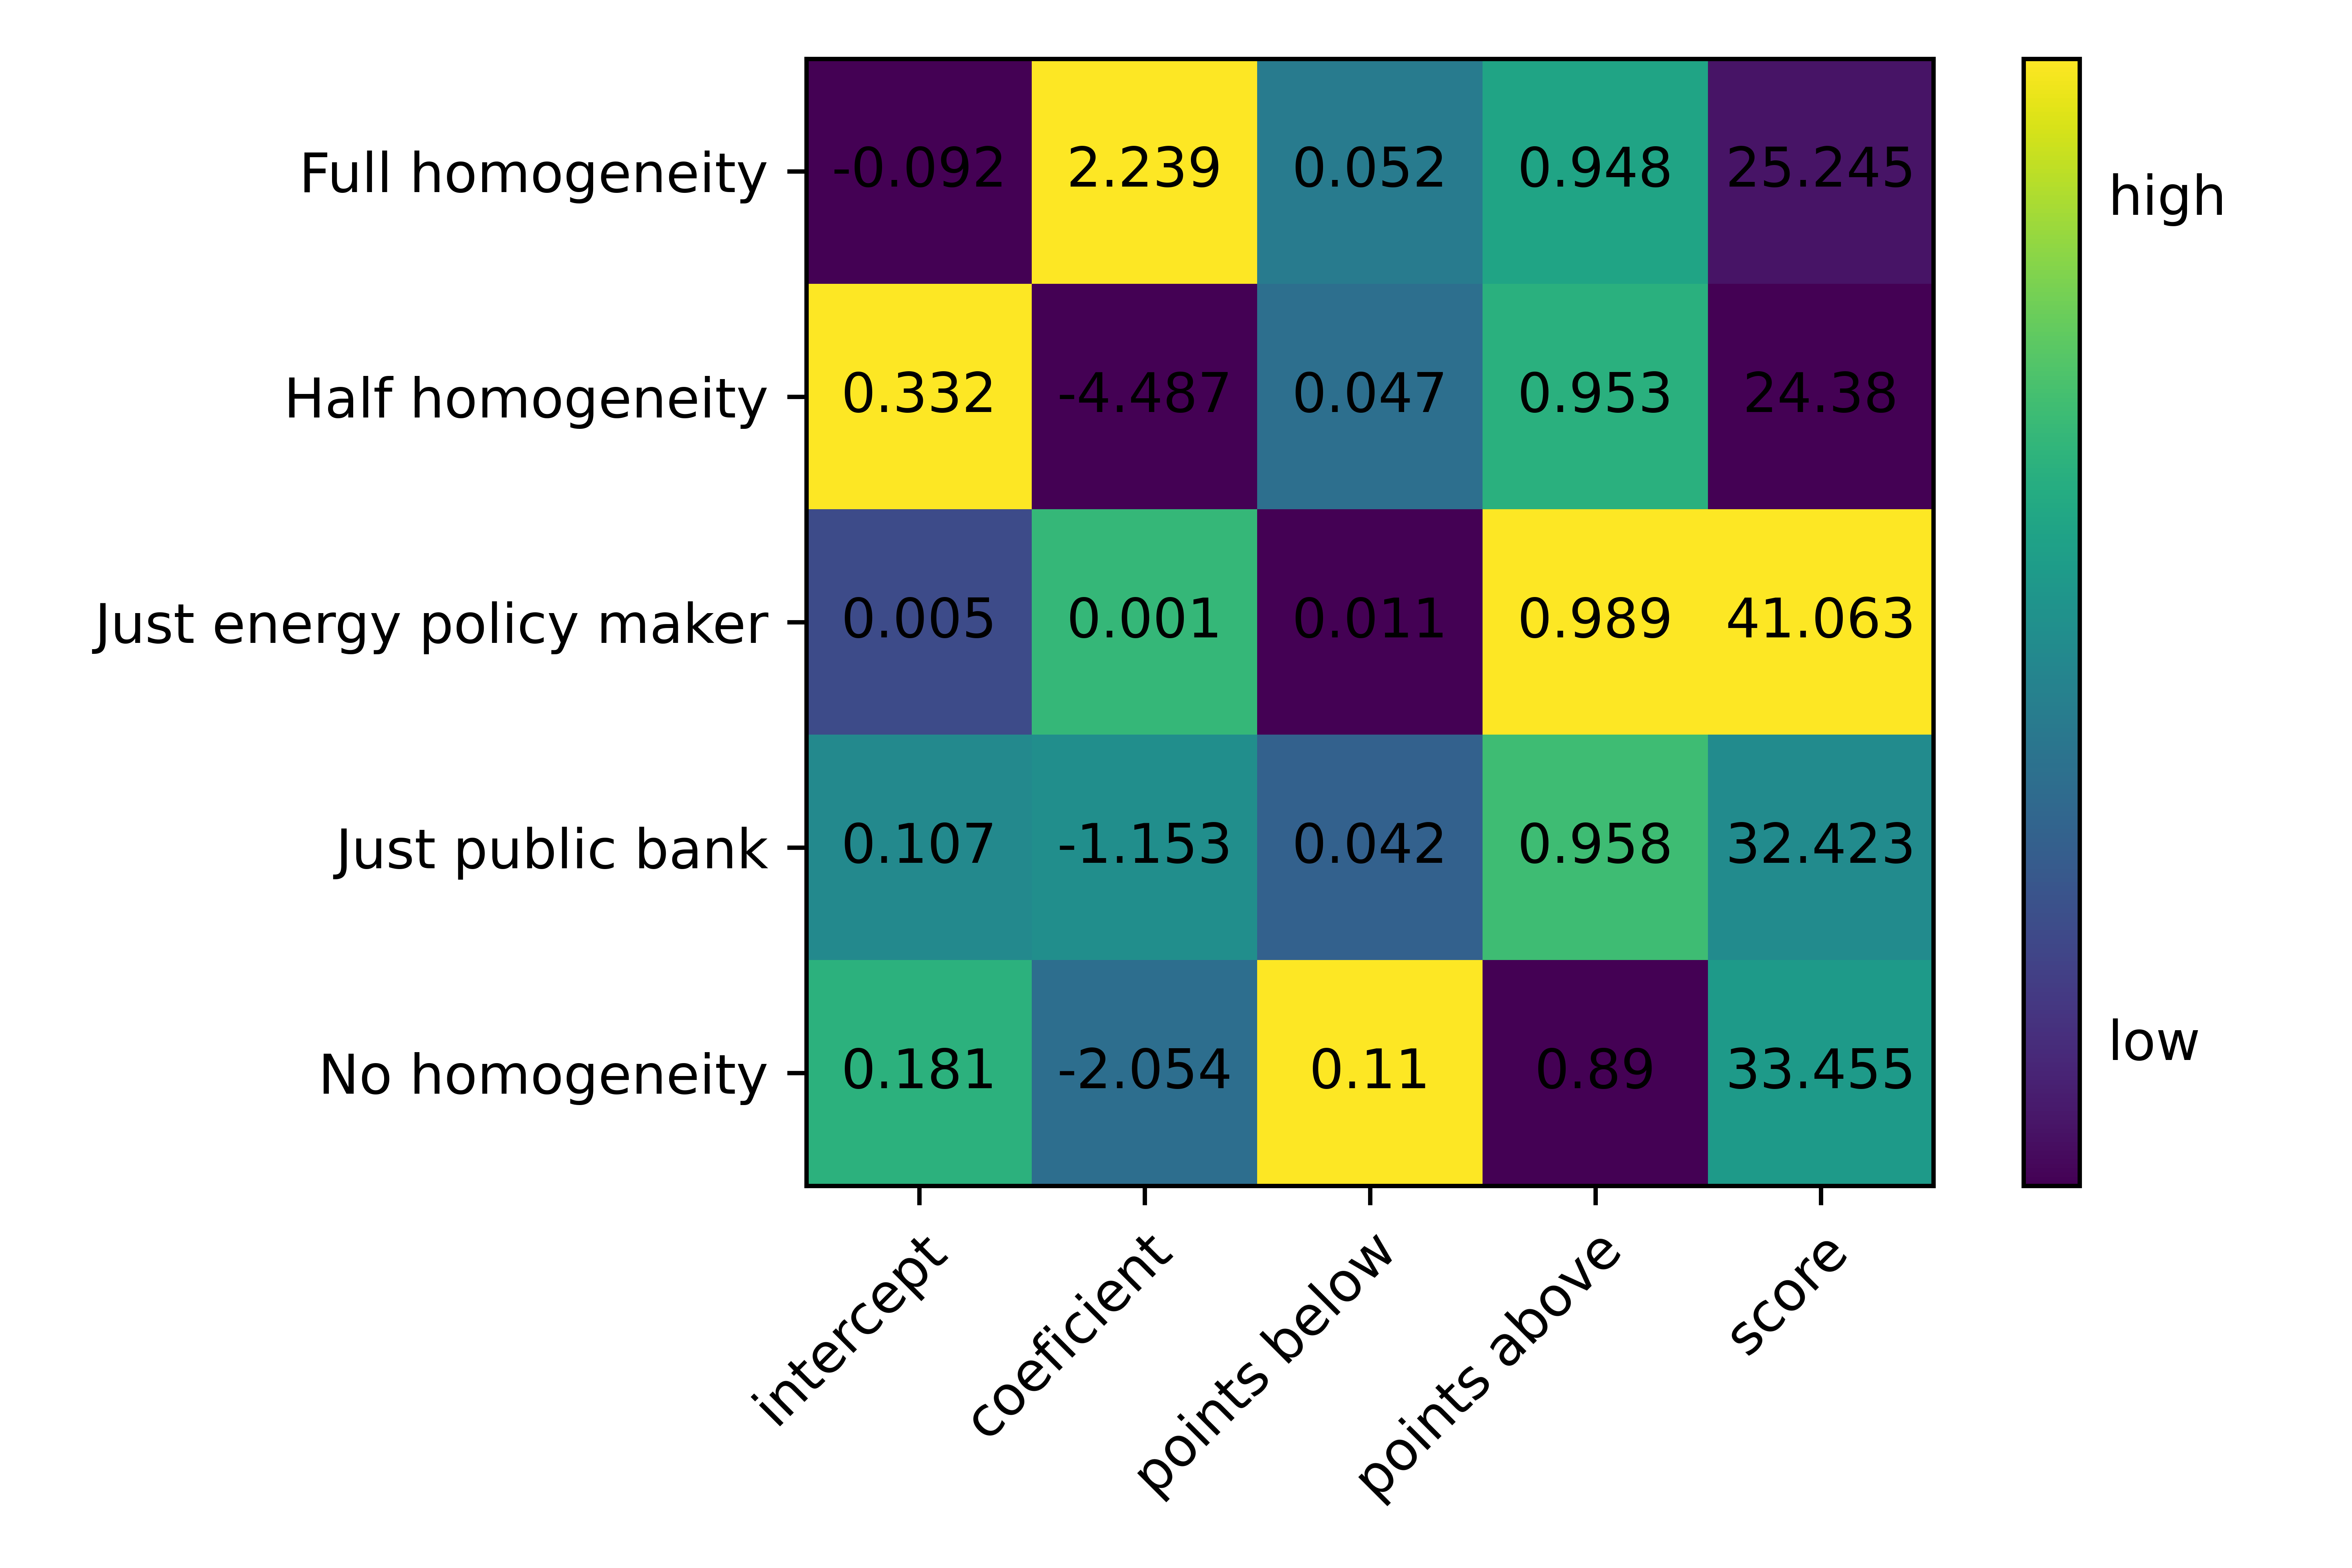 Full homogeneity -0.092 2.239 0.052 0.948 25.245
high
Half homogeneity 0.332 -4.487 0.047 0.953 24.38
Just energy policy maker 0.005 0.001 0.011 0.989 41.063
Just public bank 0.107 -1.153 0.042 0.958 32.423
No homogeneity 0.181 -2.054 0.11 0.89 33.455
low
intercept
coeficient
points below
points above
score